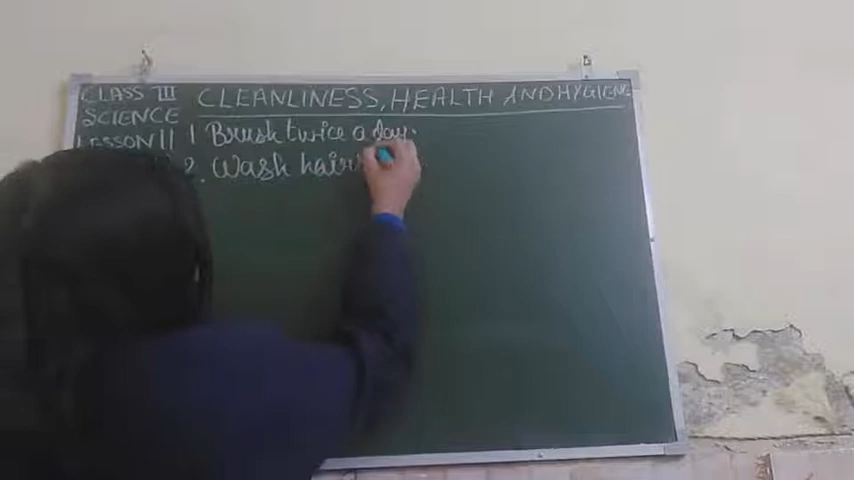 CLASS III
SCIENCE
LESSON 11
CLEANLINESS, HEALTH AND HYGIENE
1 Brush twice a day.
2. Wash hair